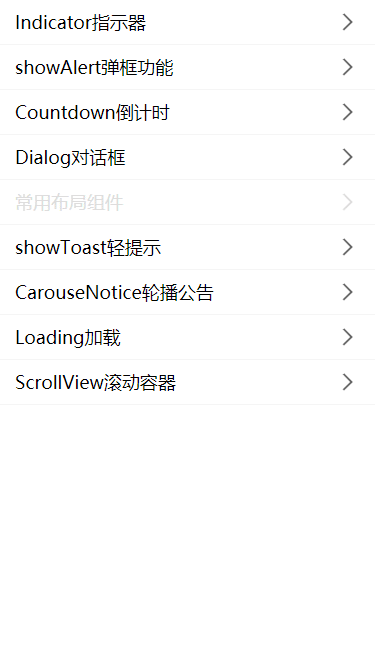 Indicator指示器
showAlert弹框功能
Countdown倒计时
Dialog对话框
常用布局组件
showToast轻提示
CarouseNotice轮播公告
Loading加载
ScrollView滚动容器